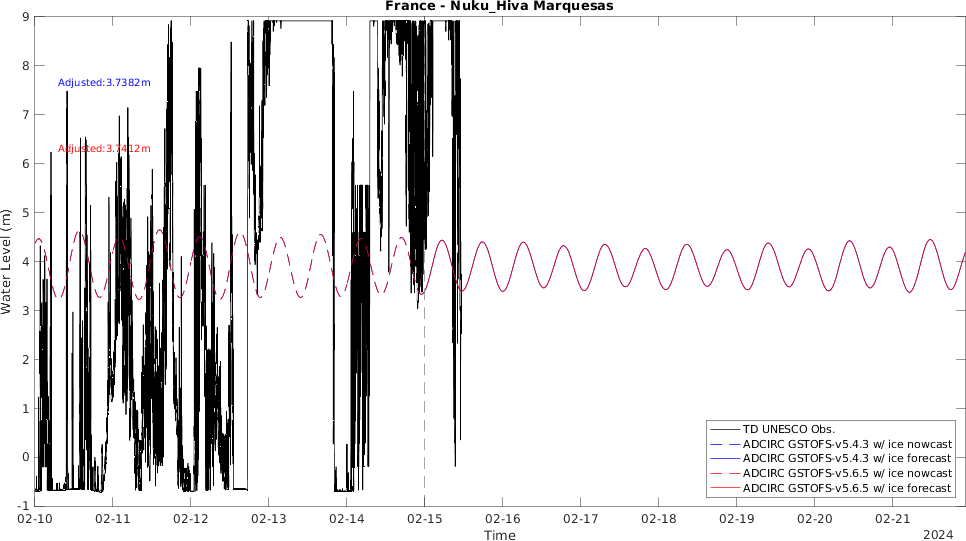 France - Nuku_Hiva Marquesas
9
8
7
6
5
4
3
2
1
0
-1
Water Level (m)
Adjusted:3.7382m
Adjusted:3.7412m
TD UNESCO Obs.
ADCIRC GSTOFS-v5.4.3 w/ ice nowcast
ADCIRC GSTOFS-v5.4.3 w/ ice forecast
ADCIRC GSTOFS-v5.6.5 w/ ice nowcast
ADCIRC GSTOFS-v5.6.5 w/ ice forecast
02-10 02-11 02-12 02-13 02-14 02-15 02-16 02-17 02-18 02-19 02-20 02-21
Time
2024